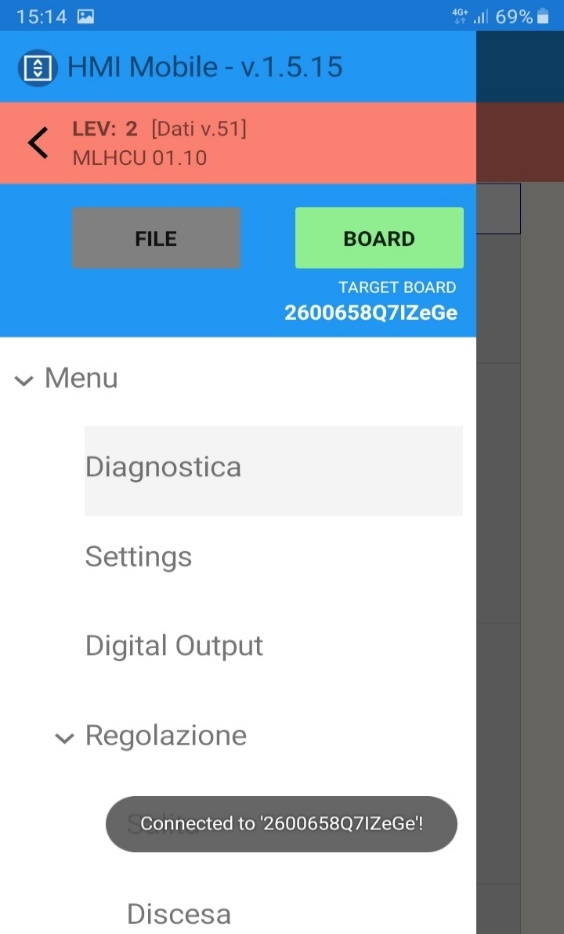 15:14 4G+ 69%
HMI Mobile - v.1.5.15
LEV: 2 [Dati v.51]
MLHCU 01.10
FILE BOARD
TARGET BOARD
2600658Q7IZeGe
Menu
Diagnostica
Settings
Digital Output
Regolazione
Connected to '2600658Q7IZeGe'!
Discesa